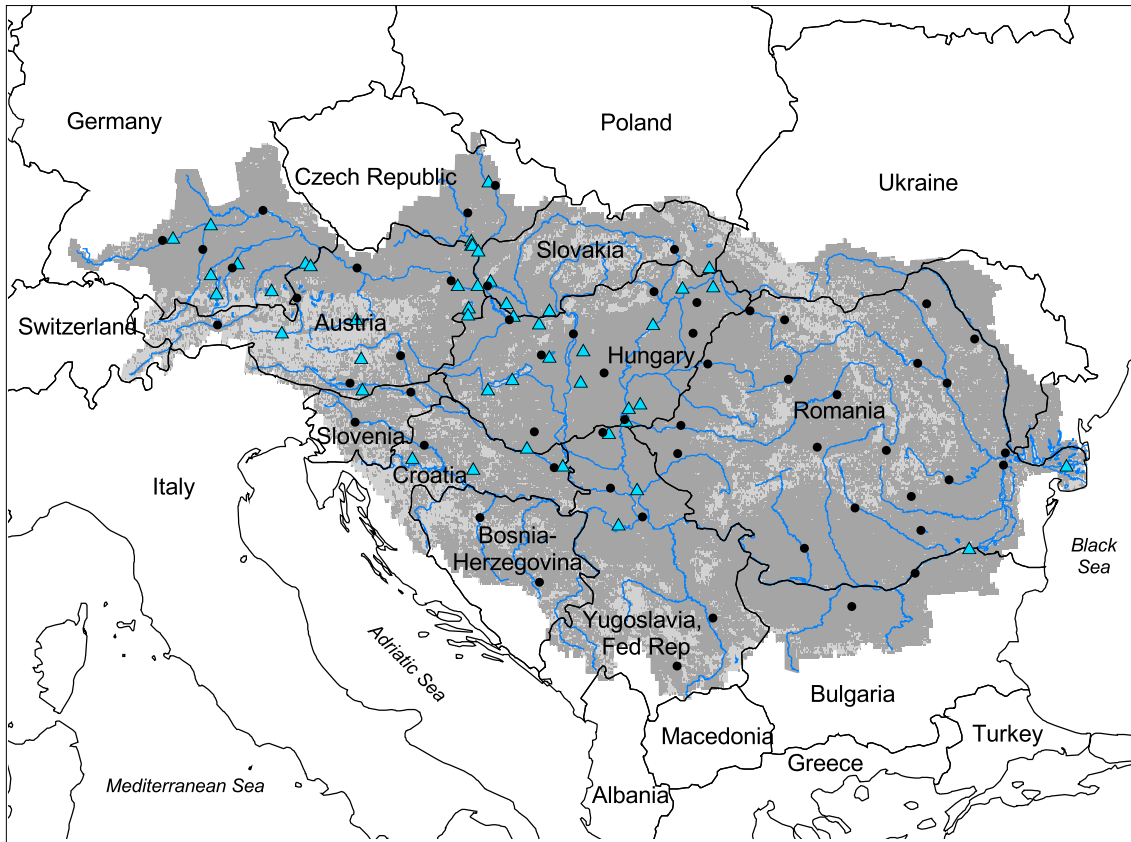 Germany
Poland
Czech Republic
Ukraine
Slovakia
Switzerland
Austria
Hungary
Romania
Slovenia
Croatia
Italy
Bosnia-
Herzegovina
Black
Sea
Yugoslavia,
Fed Rep
Adriatic Sea
Bulgaria
Macedonia
Turkey
Greece
Mediterranean Sea
Albania